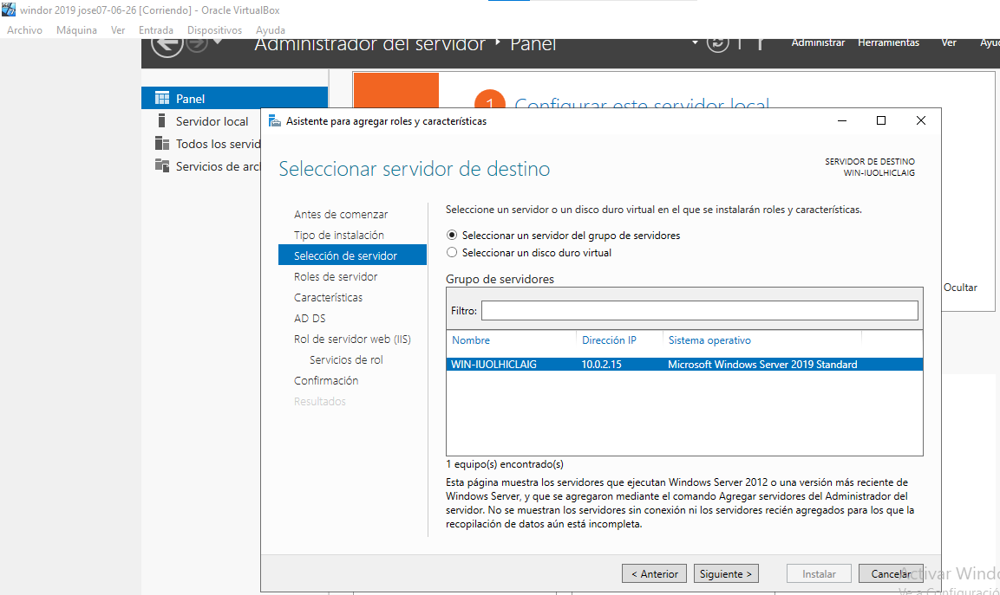 windor 2019 jose07-06-26 [Corriendo] - Oracle VirtualBox
Archivo Máquina Ver Entrada Dispositivos Ayuda
Administrador del servidor Panel
Administrar Herramientas Ver Ayud
Panel
Servidor local
Todos los servid
Servicios de arcl
1 Configurar este servidor local
Ocultar
Asistente para agregar roles y características
Seleccionar servidor de destino
SERVIDOR DE DESTINO
WIN-IUOLHICLAIG
Antes de comenzar
Tipo de instalación
Selección de servidor
Roles de servidor
Características
AD DS
Rol de servidor web (IIS)
Servicios de rol
Confirmación
Resultados
Seleccione un servidor o un disco duro virtual en el que se instalarán roles y características.
Seleccionar un servidor del grupo de servidores
Seleccionar un disco duro virtual
Grupo de servidores
Filtro:
Nombre Dirección IP Sistema operativo
WIN-IUOLHICLAIG 10.0.2.15 Microsoft Windows Server 2019 Standard
1 equipo(s) encontrado(s)
Esta página muestra los servidores que ejecutan Windows Server 2012 o una versión más reciente de
Windows Server, y que se agregaron mediante el comando Agregar servidores del Administrador del
servidor. No se muestran los servidores sin conexión ni los servidores recién agregados para los que la
recopilación de datos aún está incompleta.
< Anterior Siguiente > Instalar Cancelar
Activar Windo
Ve a Configuració